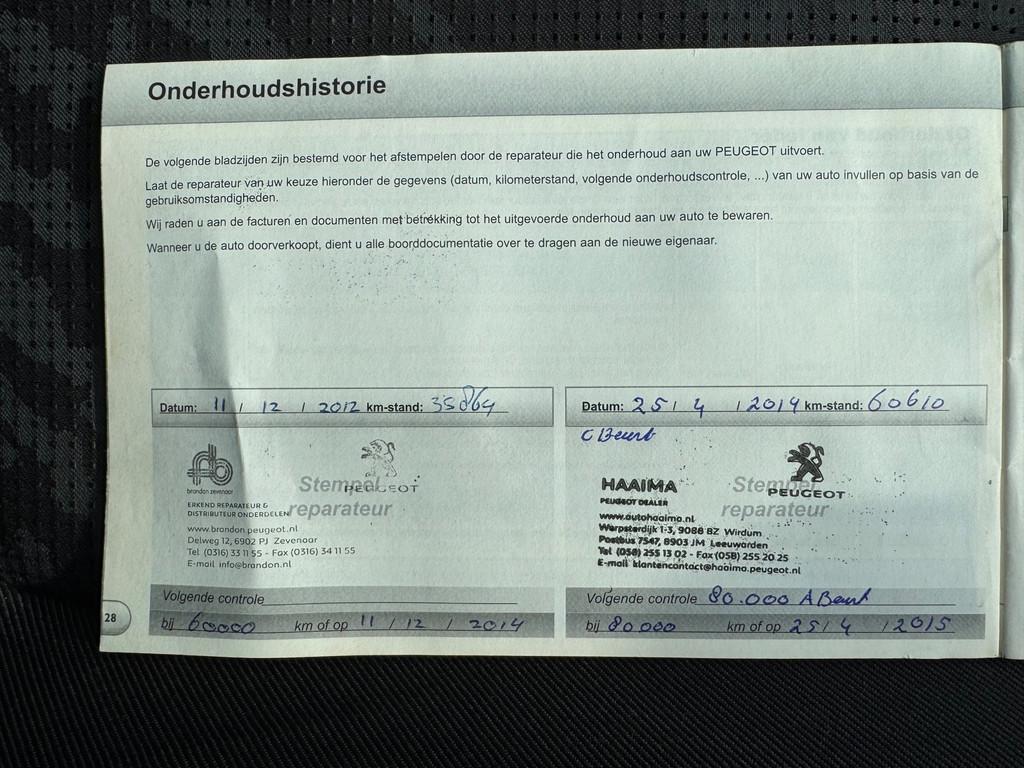 Onderhoudshistorie
De volgende bladzijden zijn bestemd voor het afstempelen door de reparateur die het onderhoud aan uw PEUGEOT uitvoert.
Laat de reparateur van uw keuze hieronder de gegevens (datum, kilometerstand, volgende onderhoudscontrole, ...) van uw auto invullen op basis van de
gebruiksomstandigheden.
Wij raden u aan de facturen en documenten met betrekking tot het uitgevoerde onderhoud aan uw auto te bewaren.
Wanneer u de auto doorverkoopt, dient u alle boorddocumentatie over te dragen aan de nieuwe eigenaar.
Datum: 11 / 12 / 2012 km-stand: 35864
brandon zevenaar
Stempel
PEUGEOT
reparateur
ERKEND REPARATEUR &
DISTRIBUTEUR ONDERDELEN
www.brandon.peugeot.nl
Delweg 12, 6902 PJ Zevenaar
Tel. (0316) 33 11 55 - Fax (0316) 34 11 55
E-mail info@brandon.nl
Volgende controle
bij 60000 km of op 11 / 12 / 2014
28
Datum: 25 / 4 / 2014 km-stand: 60610
C Beurt
HAAIMA
PEUGEOT DEALER
Stempel
PEUGEOT
reparateur
www.autohaaima.nl
Warpsterdijk 1-3, 9088 BZ Wirdum
Postbus 7547, 8903 JM Leeuwarden
Tel (058) 255 13 02 - Fax (058) 255 20 25
E-mail klantencontact@haaima.peugeot.nl
Volgende controle 80.000 A Beurt
bij 80.000 km of op 25 / 4 / 2015